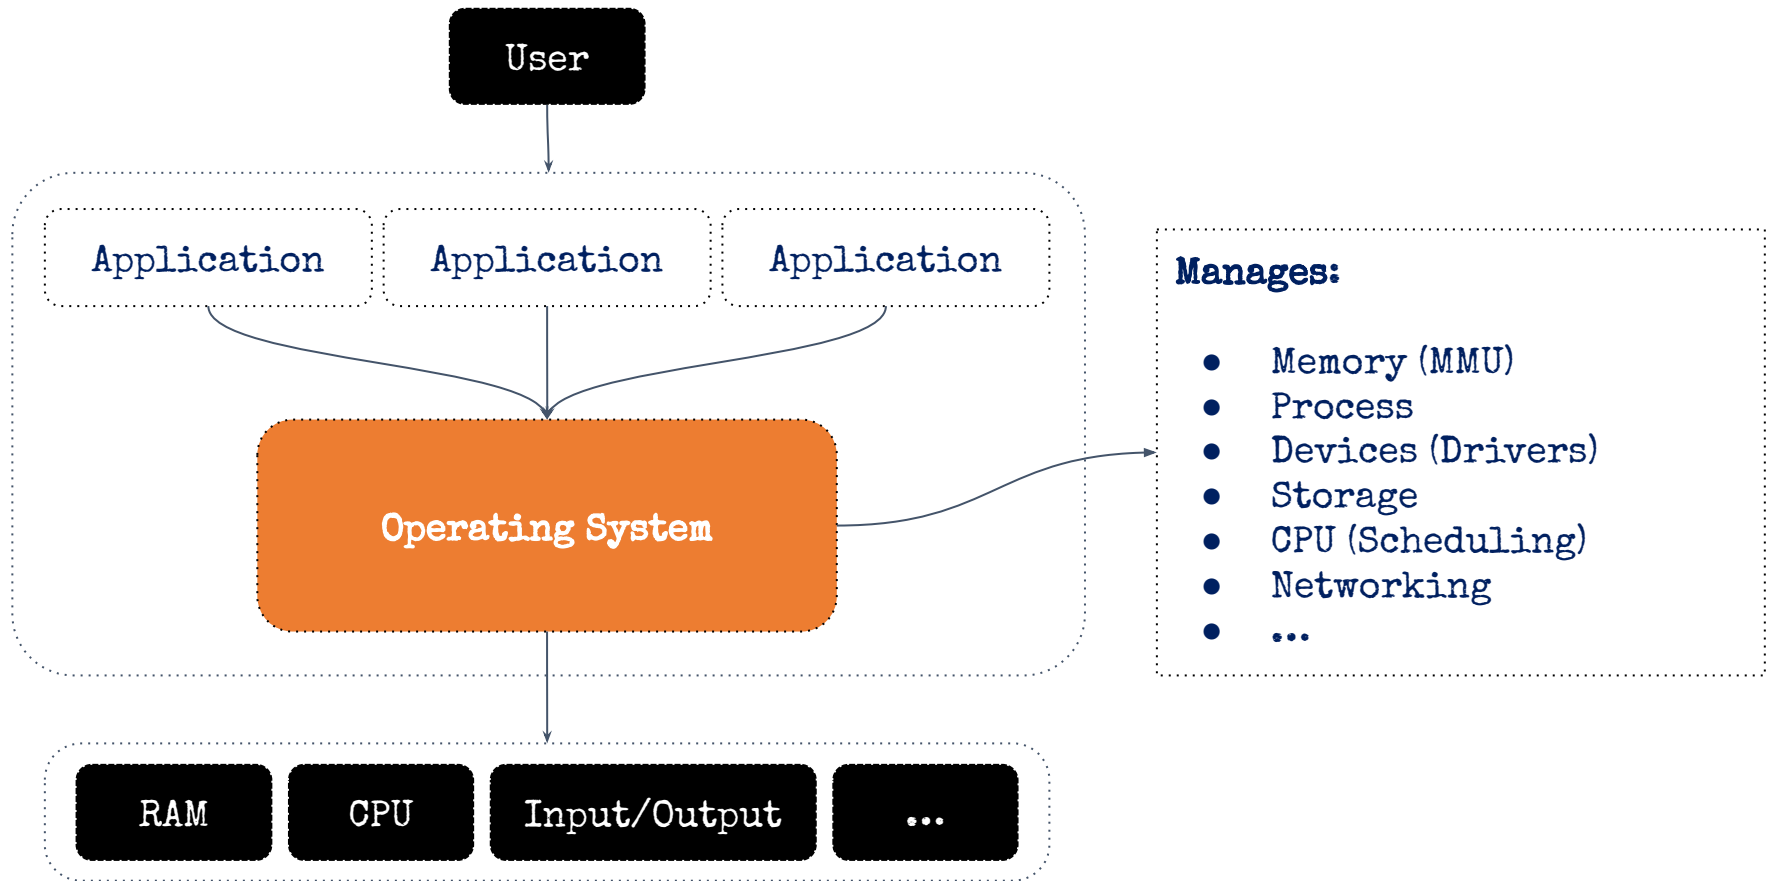 User
Application Application Application
Operating System
Manages:
● Memory (MMU)
● Process
● Devices (Drivers)
● Storage
● CPU (Scheduling)
● Networking
● ...
RAM CPU Input/Output ...